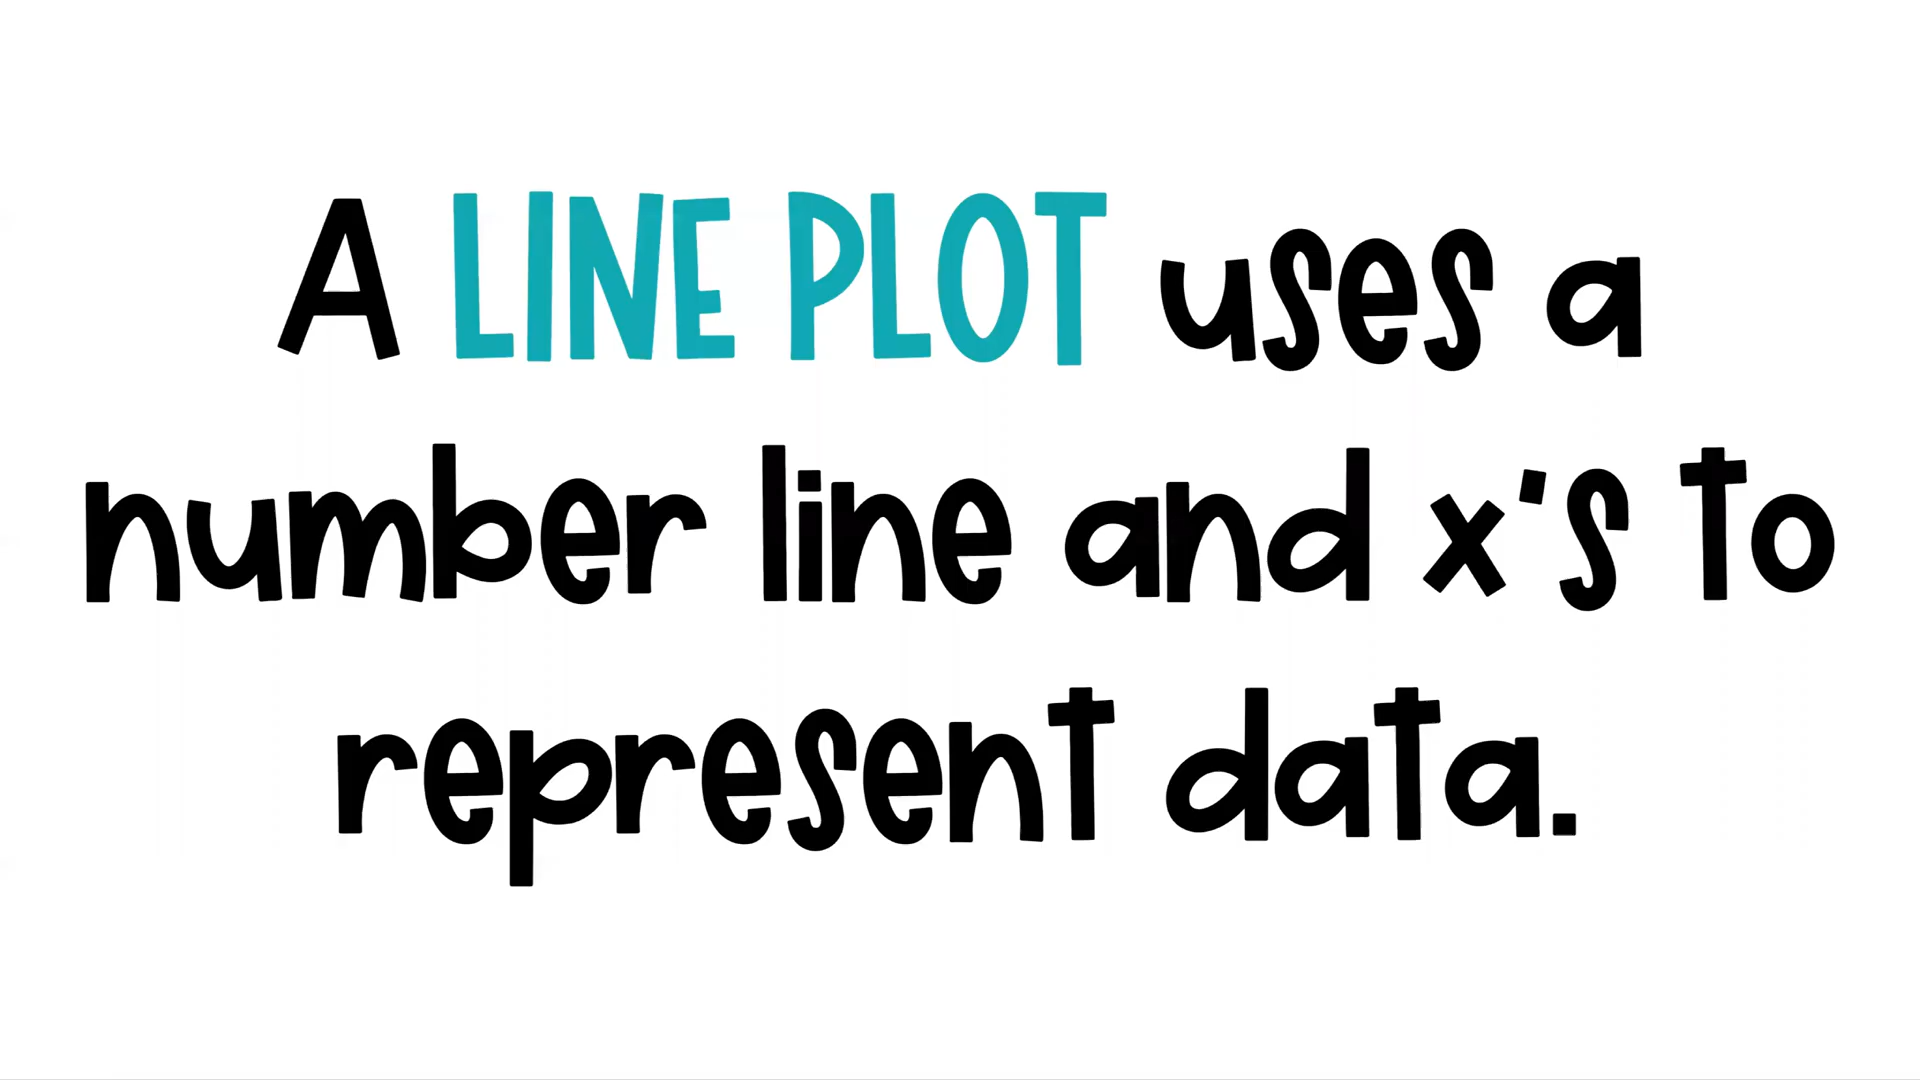 A LINE PLOT uses a
number line and x's to
represent data.